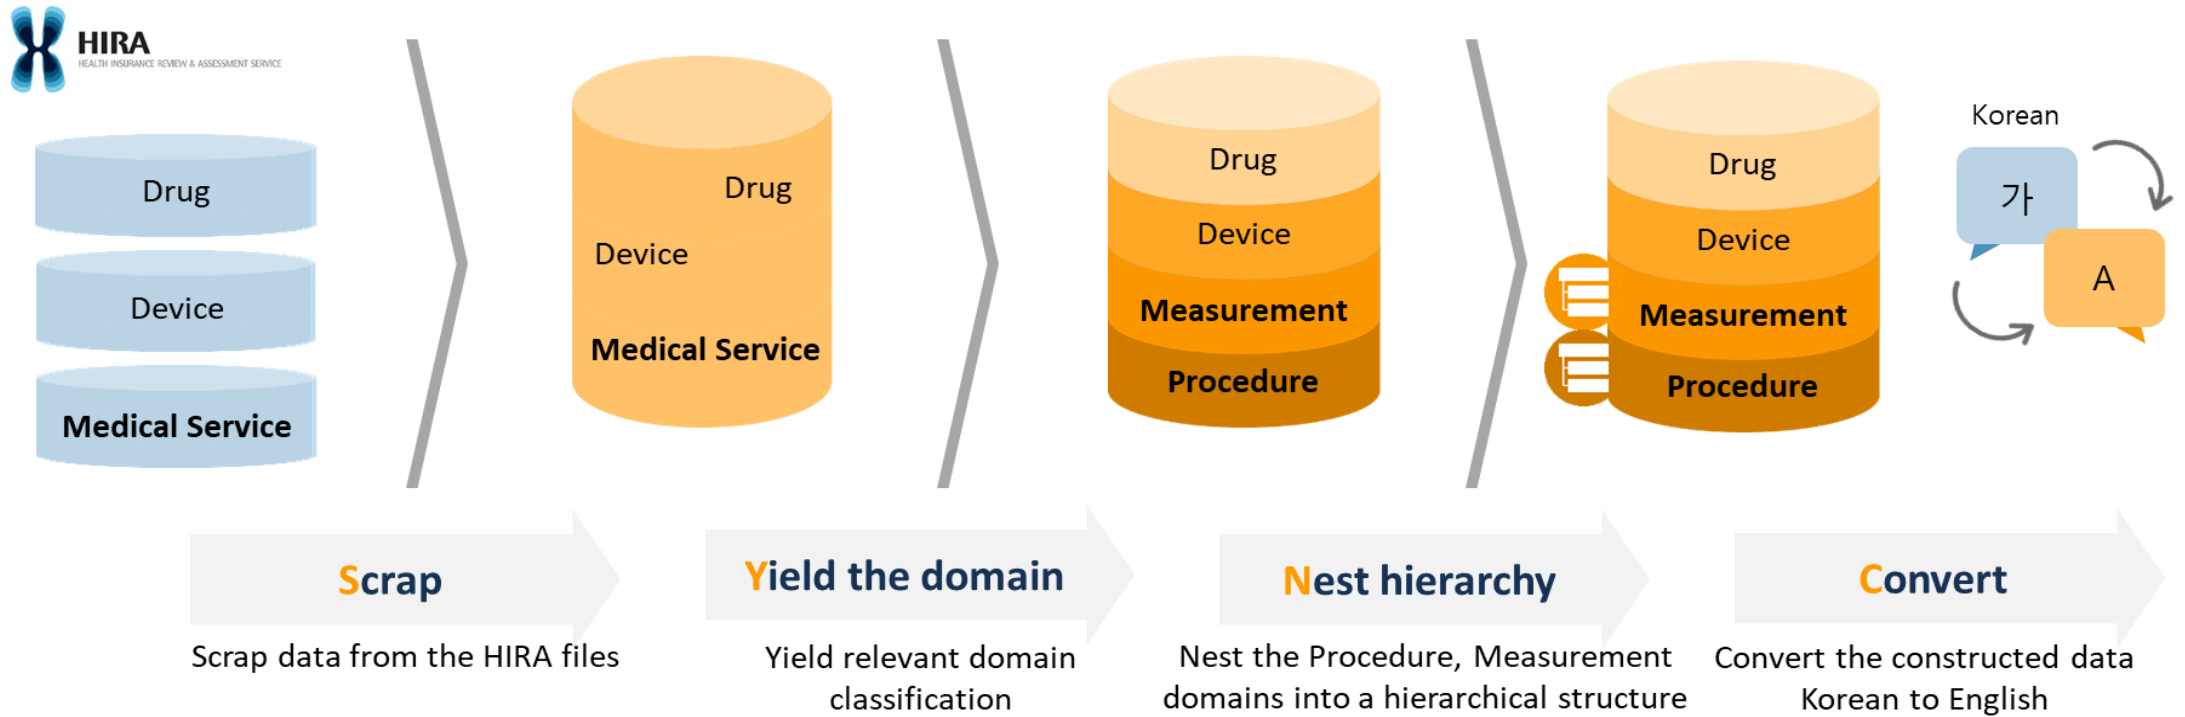 HIRA
HEALTH INSURANCE REVIEW & ASSESSMENT SERVICE
Drug
Device
Medical Service
Drug
Device
Medical Service
Drug
Device
Measurement
Procedure
Drug
Device
Measurement
Procedure
Korean
가
A
Scrap
Scrap data from the HIRA files
Yield the domain
Yield relevant domain
classification
Nest hierarchy
Nest the Procedure, Measurement
domains into a hierarchical structure
Convert
Convert the constructed data
Korean to English